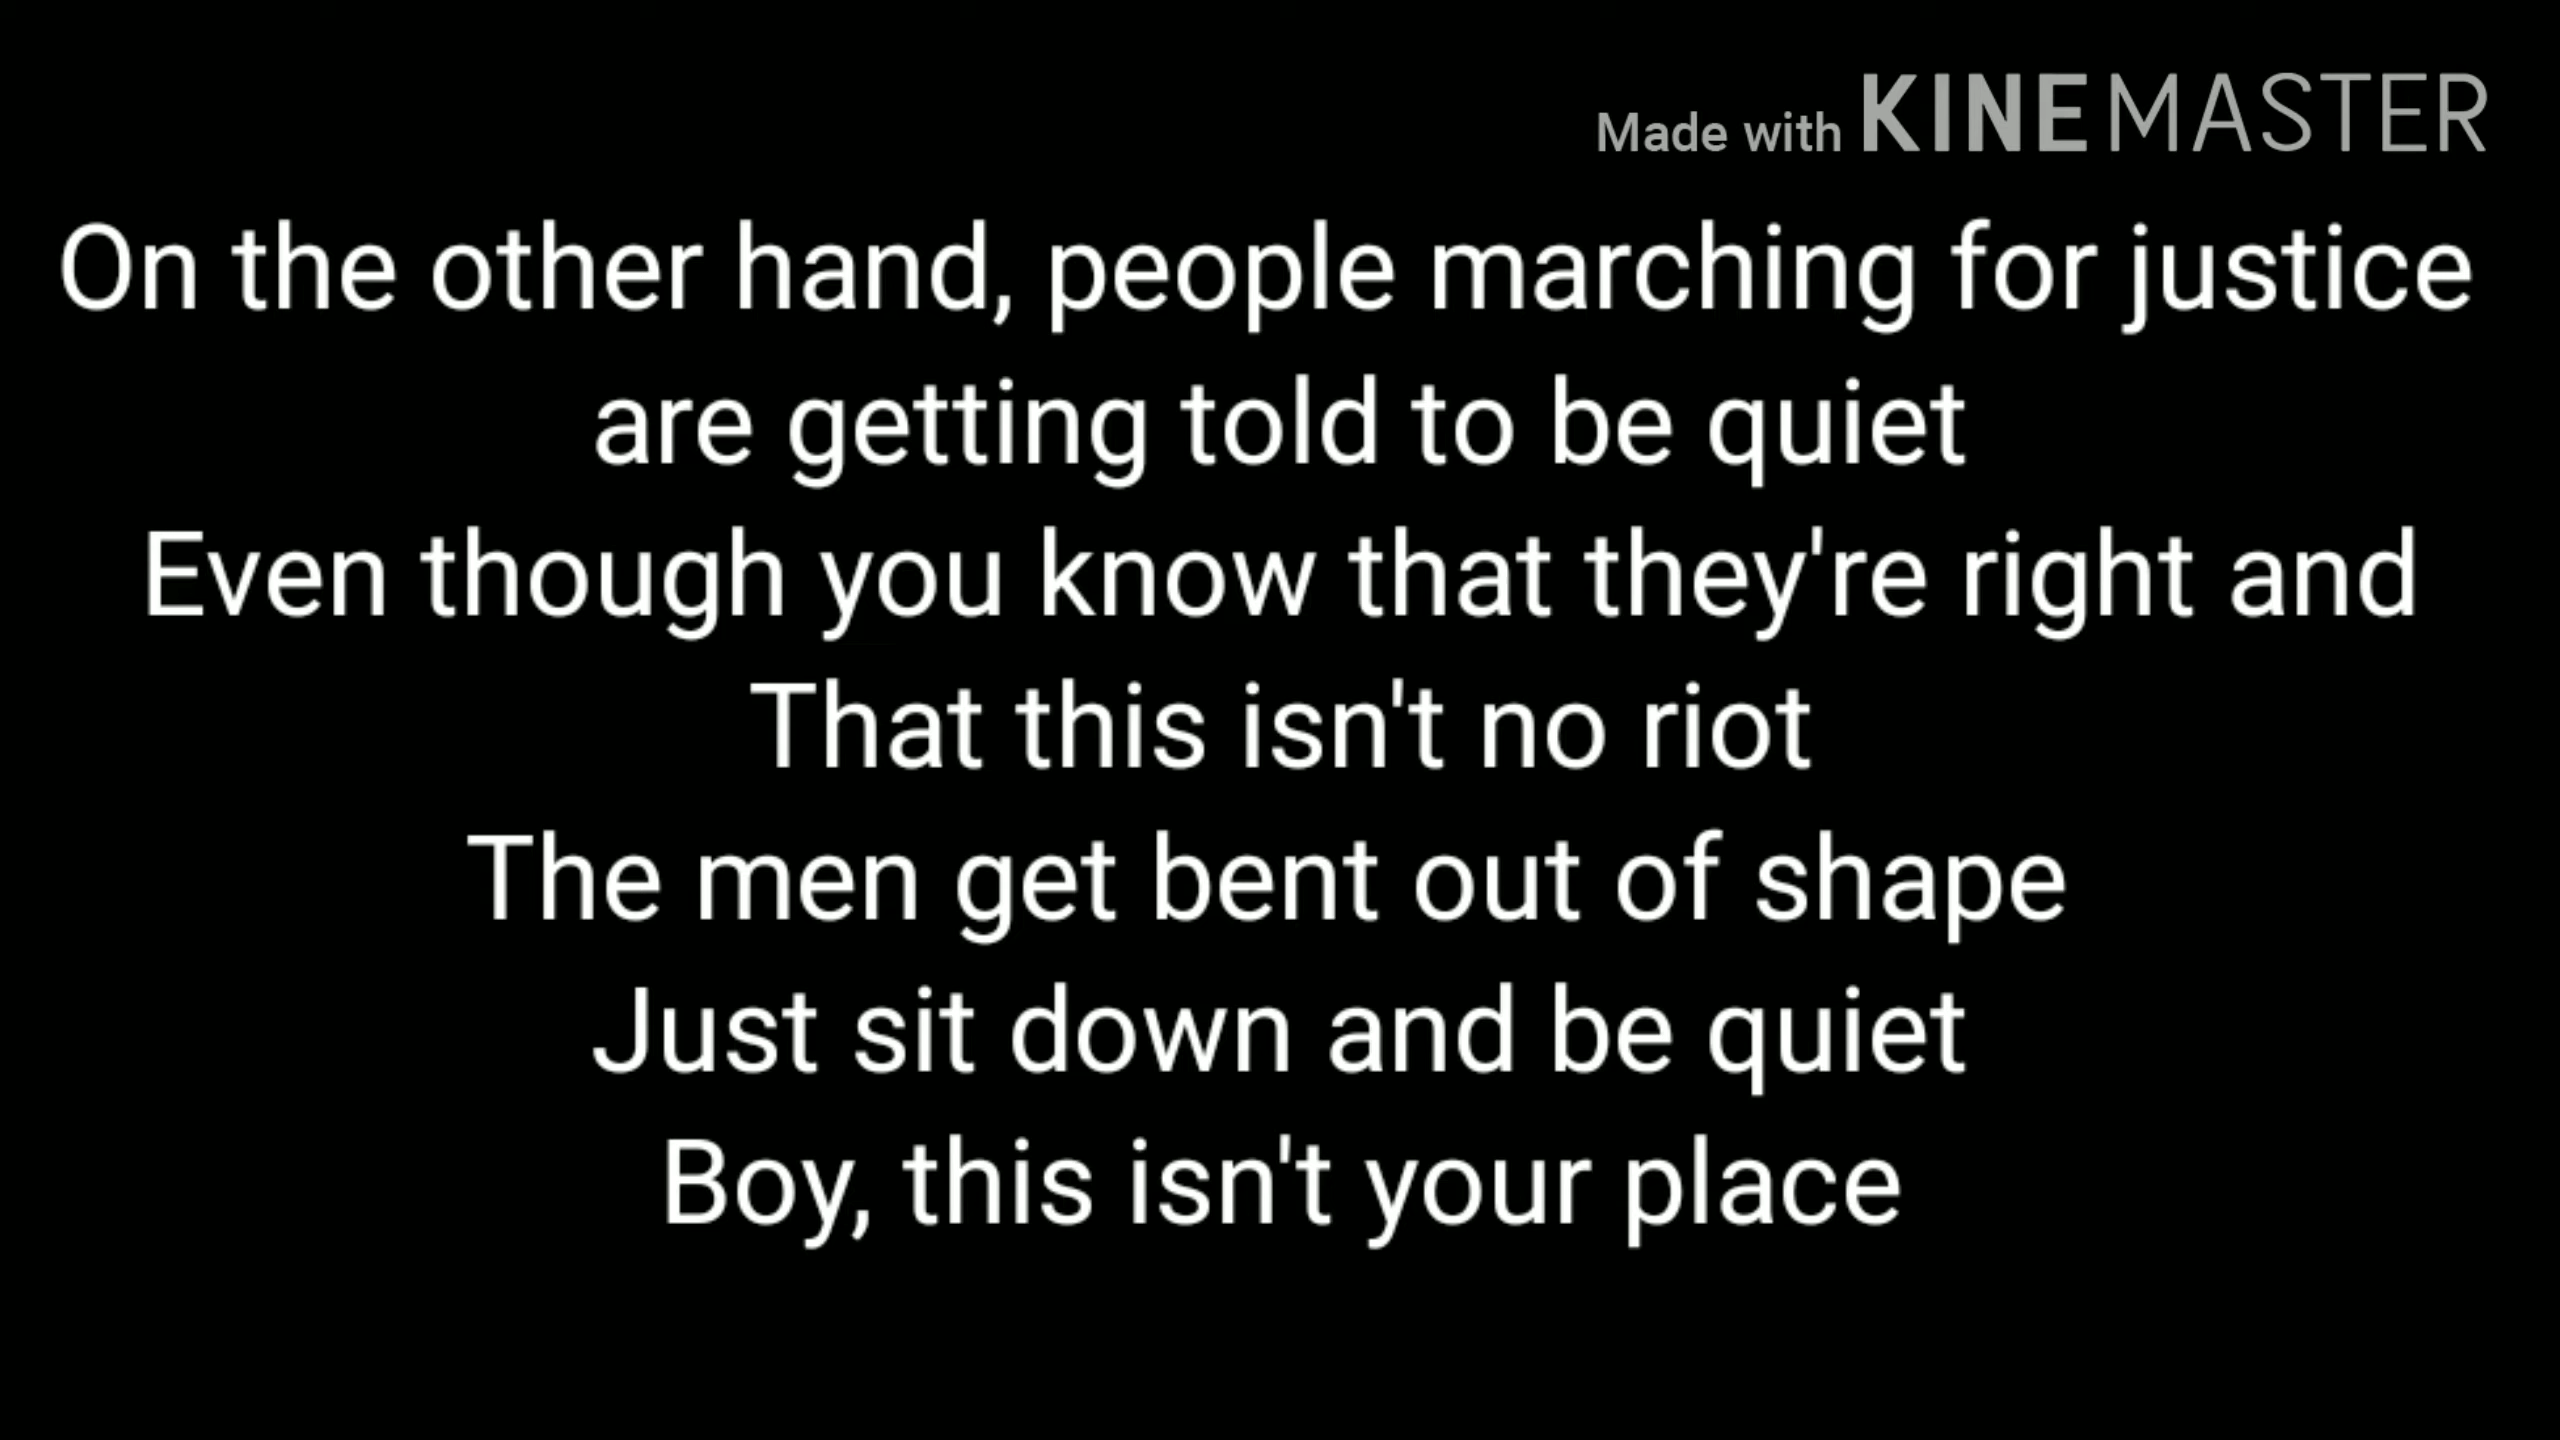 Made with KINEMASTER
On the other hand, people marching for justice
are getting told to be quiet
Even though you know that they're right and
That this isn't no riot
The men get bent out of shape
Just sit down and be quiet
Boy, this isn't your place